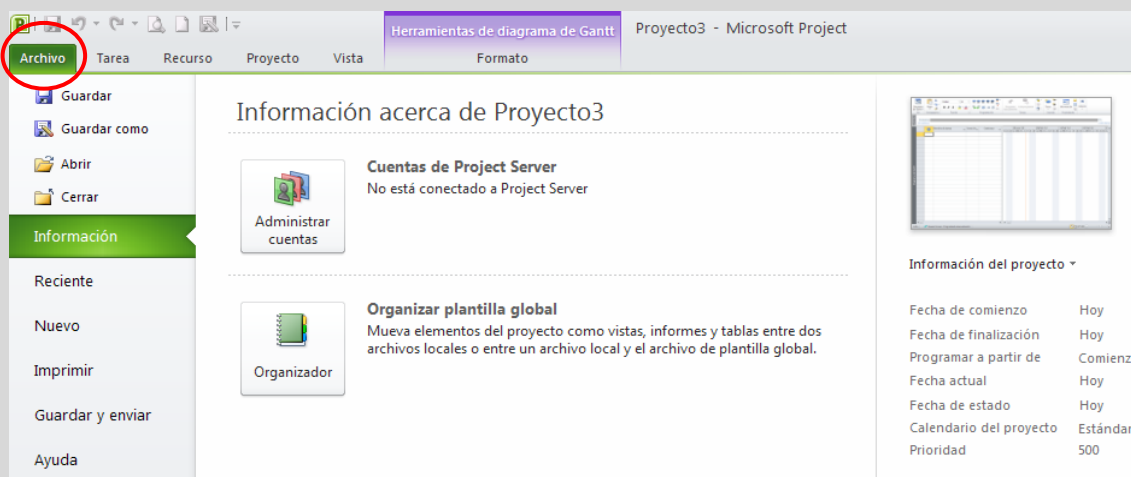 Herramientas de diagrama de Gantt
Proyecto3 - Microsoft Project
Archivo Tarea Recurso Proyecto Vista Formato
Guardar
Guardar como
Abrir
Cerrar
Información
Reciente
Nuevo
Imprimir
Guardar y enviar
Ayuda
Información acerca de Proyecto3
Administrar
cuentas
Cuentas de Project Server
No está conectado a Project Server
Organizador
Organizar plantilla global
Mueva elementos del proyecto como vistas, informes y tablas entre dos
archivos locales o entre un archivo local y el archivo de plantilla global.
Información del proyecto
Fecha de comienzo Hoy
Fecha de finalización Hoy
Programar a partir de Comienz
Fecha actual Hoy
Fecha de estado Hoy
Calendario del proyecto Estándar
Prioridad 500